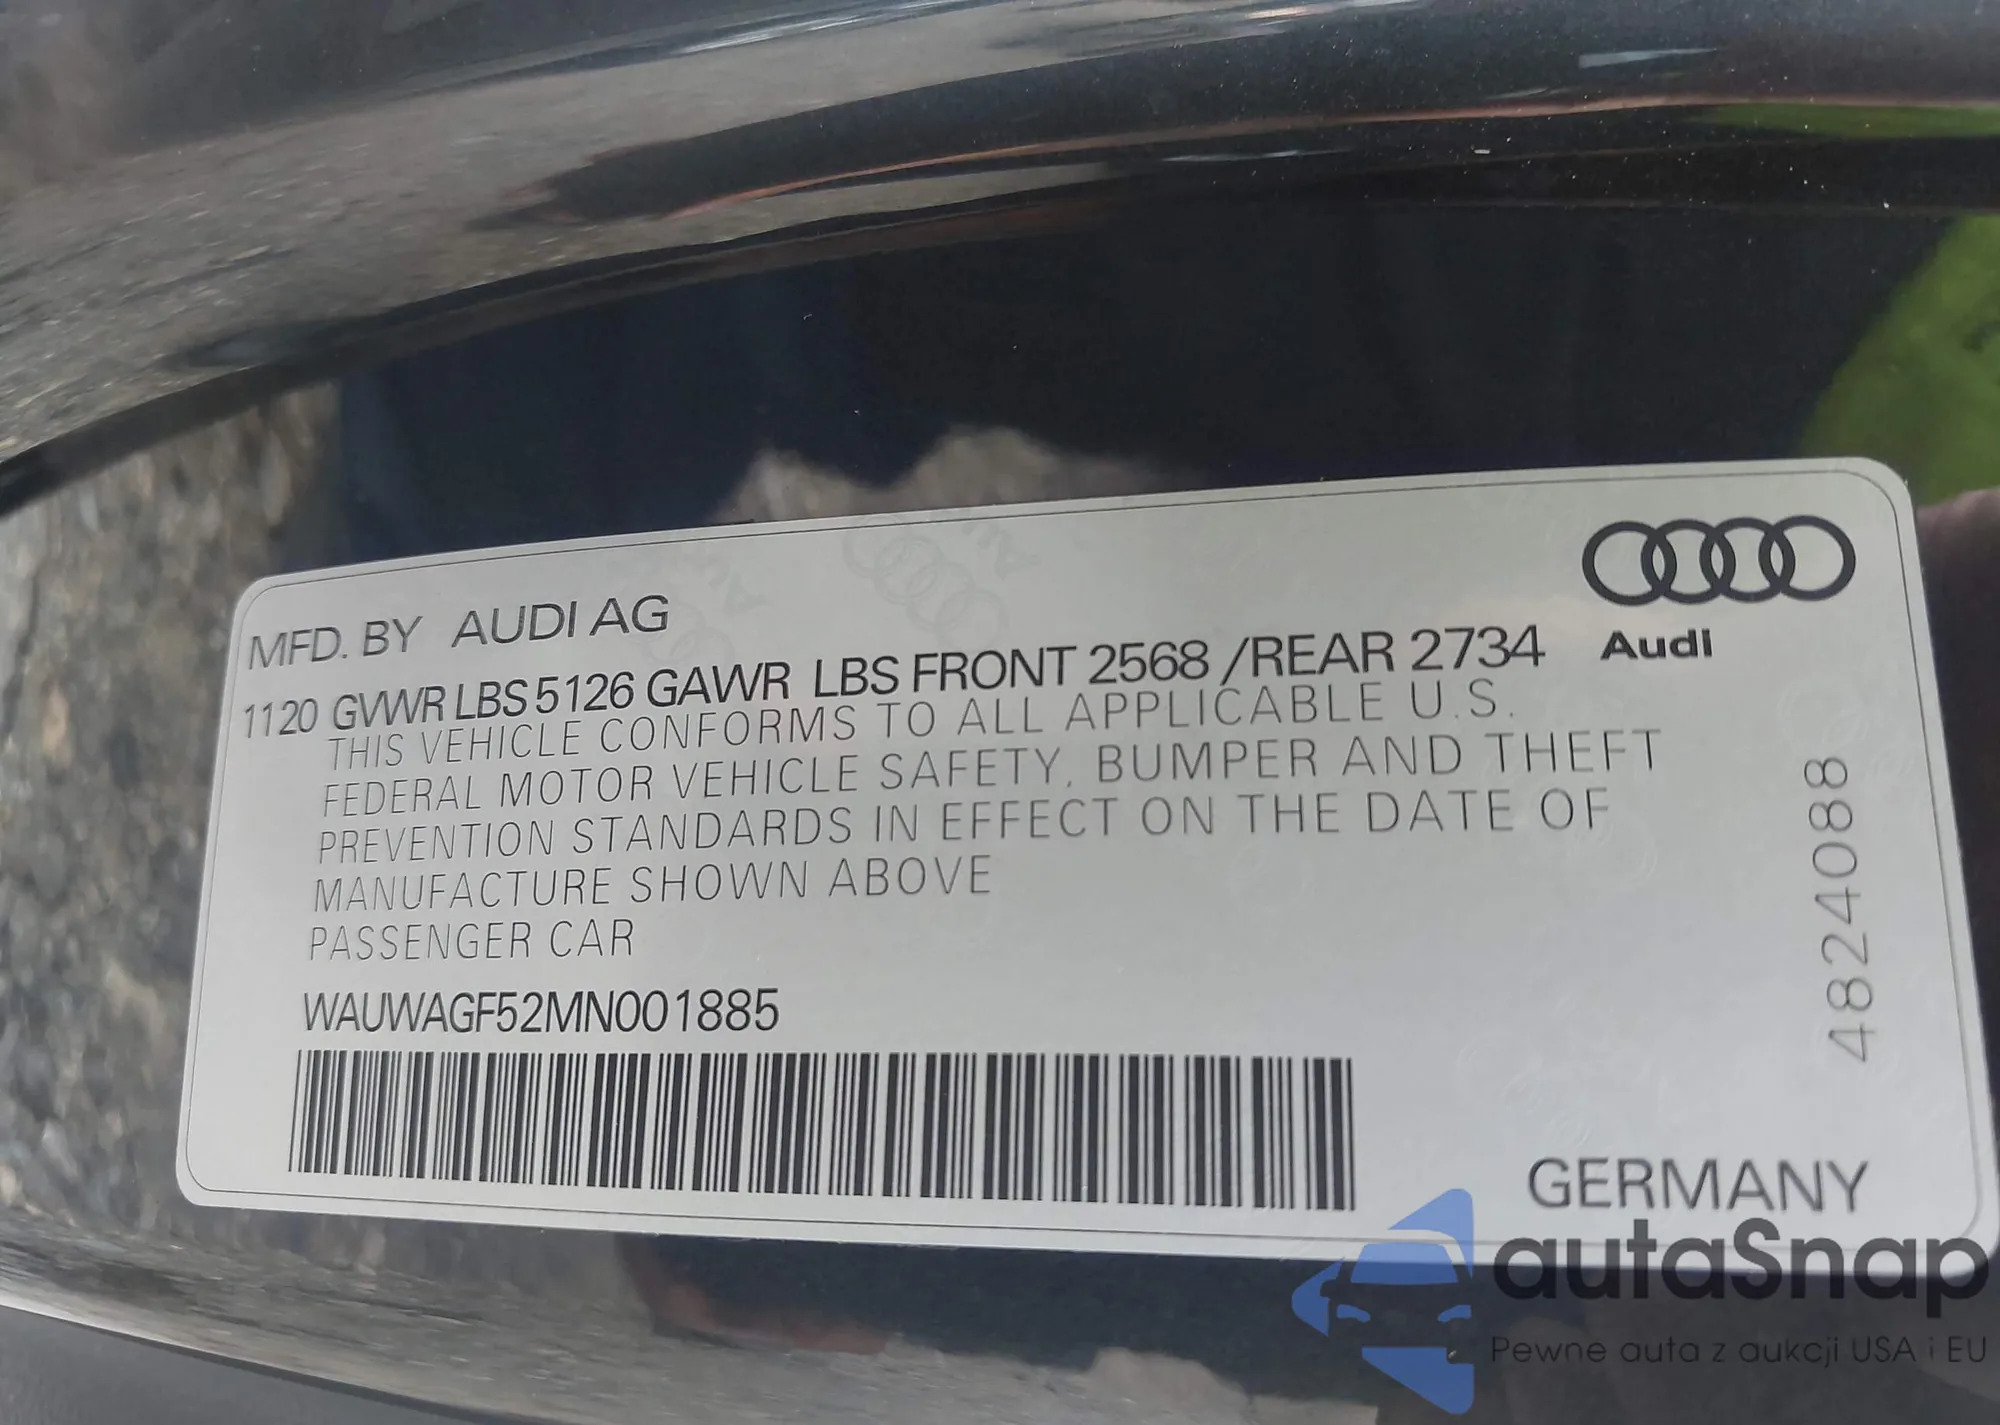 MFD. BY AUDI AG
1120 GVWR LBS 5126 GAWR LBS FRONT 2568 /REAR 2734
Audi
THIS VEHICLE CONFORMS TO ALL APPLICABLE U.S.
FEDERAL MOTOR VEHICLE SAFETY, BUMPER AND THEFT
PREVENTION STANDARDS IN EFFECT ON THE DATE OF
MANUFACTURE SHOWN ABOVE
PASSENGER CAR
WAUWAGF52MN001885
4824088
GERMANY
autaSnap
Pewne auta z aukcji USA i EU